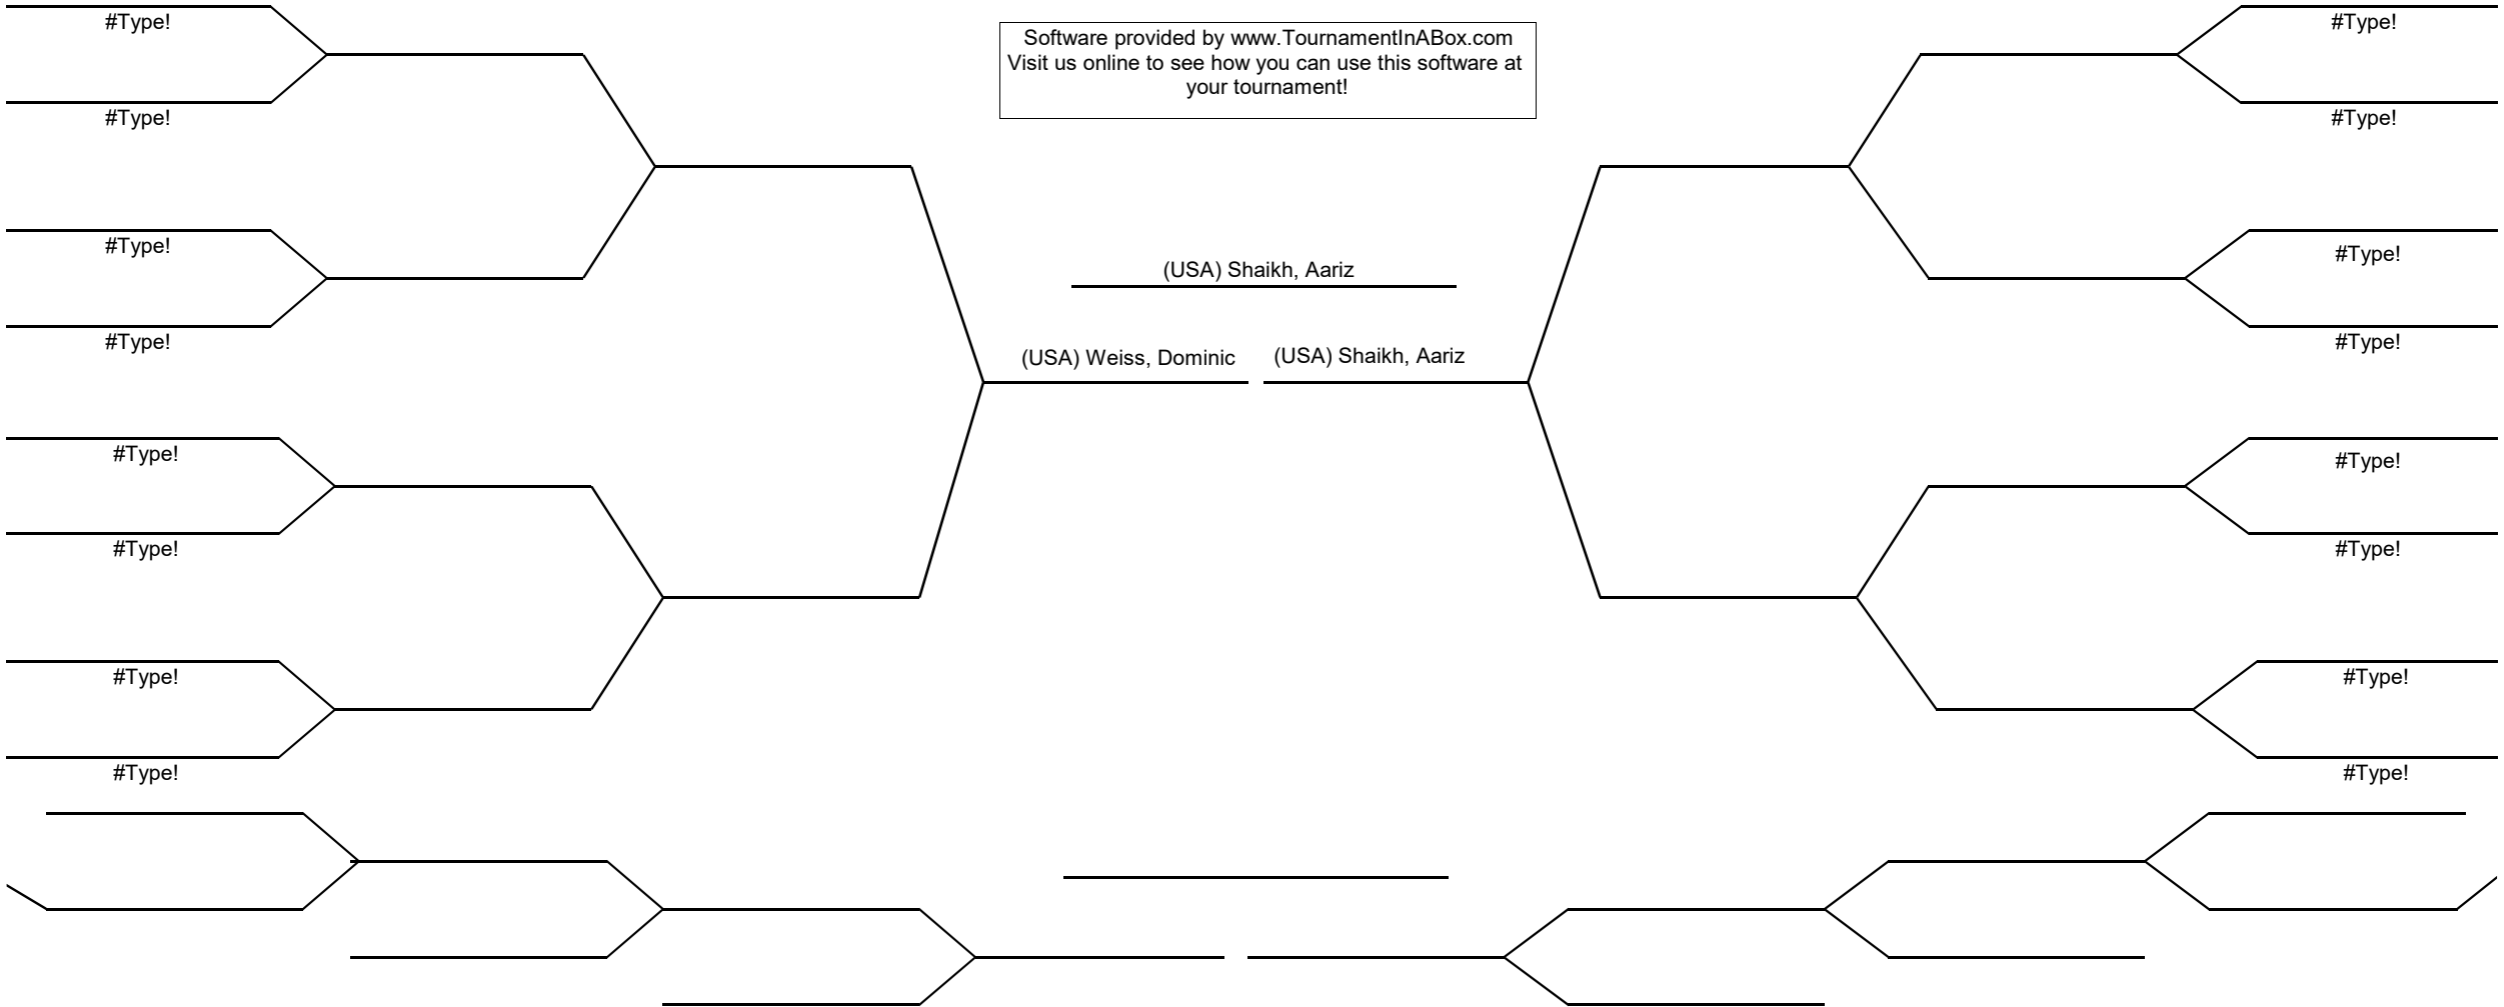 #Type!
Software provided by www.TournamentInABox.com
Visit us online to see how you can use this software at
your tournament!
#Type!
#Type!
#Type!
#Type!
#Type!
(USA) Shaikh, Aariz
#Type!
#Type!
(USA) Weiss, Dominic
(USA) Shaikh, Aariz
#Type!
#Type!
#Type!
#Type!
#Type!
#Type!
#Type!
#Type!